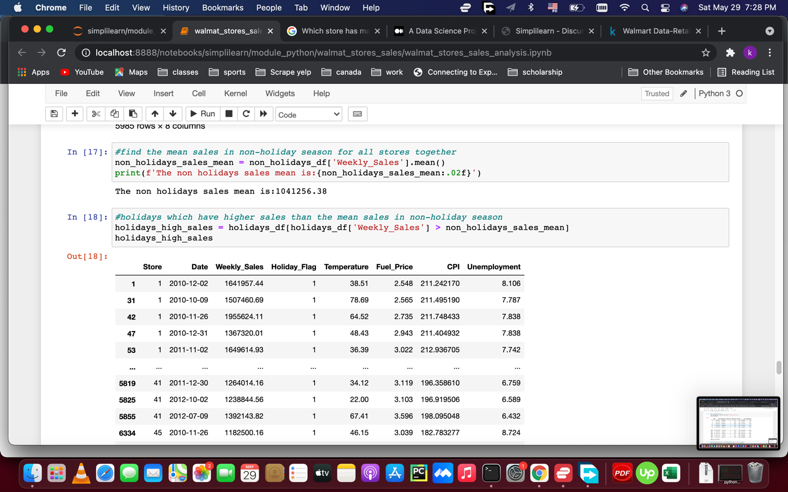 Chrome File Edit View History Bookmarks People Tab Window Help Sat May 29 7:28 PM
simplilearn/module_ walmat_stores_sale Which store has ma A Data Science Pro Simplilearn - Discu Walmart Data-Retai
localhost:8888/notebooks/simplilearn/module_python/walmat_stores_sales/walmat_stores_sales_analysis.ipynb
Apps YouTube Maps classes sports Scrape yelp canada work Connecting to Exp... scholorship Other Bookmarks Reading List
File Edit View Insert Cell Kernel Widgets Help Trusted Python 3
Run Code
5985 rows × 8 columns
In [17]: #find the mean sales in non-holiday season for all stores together
non_holidays_sales_mean = non_holidays_df['Weekly_Sales'].mean()
print(f'The non holidays sales mean is:{non_holidays_sales_mean:.02f}')
The non holidays sales mean is:1041256.38
In [18]: #holidays which have higher sales than the mean sales in non-holiday season
holidays_high_sales = holidays_df[holidays_df['Weekly_Sales'] > non_holidays_sales_mean]
holidays_high_sales
Out[18]:
Store Date Weekly_Sales Holiday_Flag Temperature Fuel_Price CPI Unemployment
1 1 2010-12-02 1641957.44 1 38.51 2.548 211.242170 8.106
31 1 2010-10-09 1507460.69 1 78.69 2.565 211.495190 7.787
42 1 2010-11-26 1955624.11 1 64.52 2.735 211.748433 7.838
47 1 2010-12-31 1367320.01 1 48.43 2.943 211.404932 7.838
53 1 2011-11-02 1649614.93 1 36.39 3.022 212.936705 7.742
... ... ... ... ... ... ... ... ...
5819 41 2011-12-30 1264014.16 1 34.12 3.119 196.358610 6.759
5825 41 2012-10-02 1238844.56 1 22.00 3.103 196.919506 6.589
5855 41 2012-07-09 1392143.82 1 67.41 3.596 198.095048 6.432
6334 45 2010-11-26 1182500.16 1 46.15 3.039 182.783277 8.724
MAY
29
tv
PC
PDF
Up